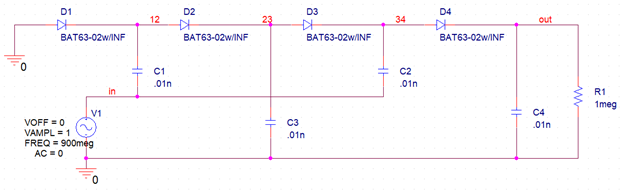 D1 12 D2 23 D3 34 D4 out
BAT63-02w/INF BAT63-02w/INF BAT63-02w/INF BAT63-02w/INF
0
C1 C2
.01n .01n
in
R1
1meg
V1
C3 C4
.01n .01n
VOFF = 0
VAMPL = 1
FREQ = 900meg
AC = 0
0